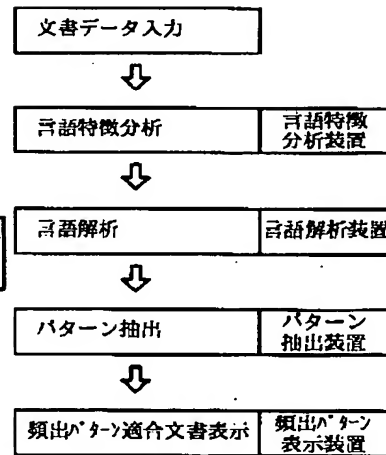 文書データ入力
言語特徴分析
言語特徴
分析装置
言語解析
言語解析装置
パターン抽出
パターン
抽出装置
頻出パターン適合文書表示
頻出パターン
表示装置